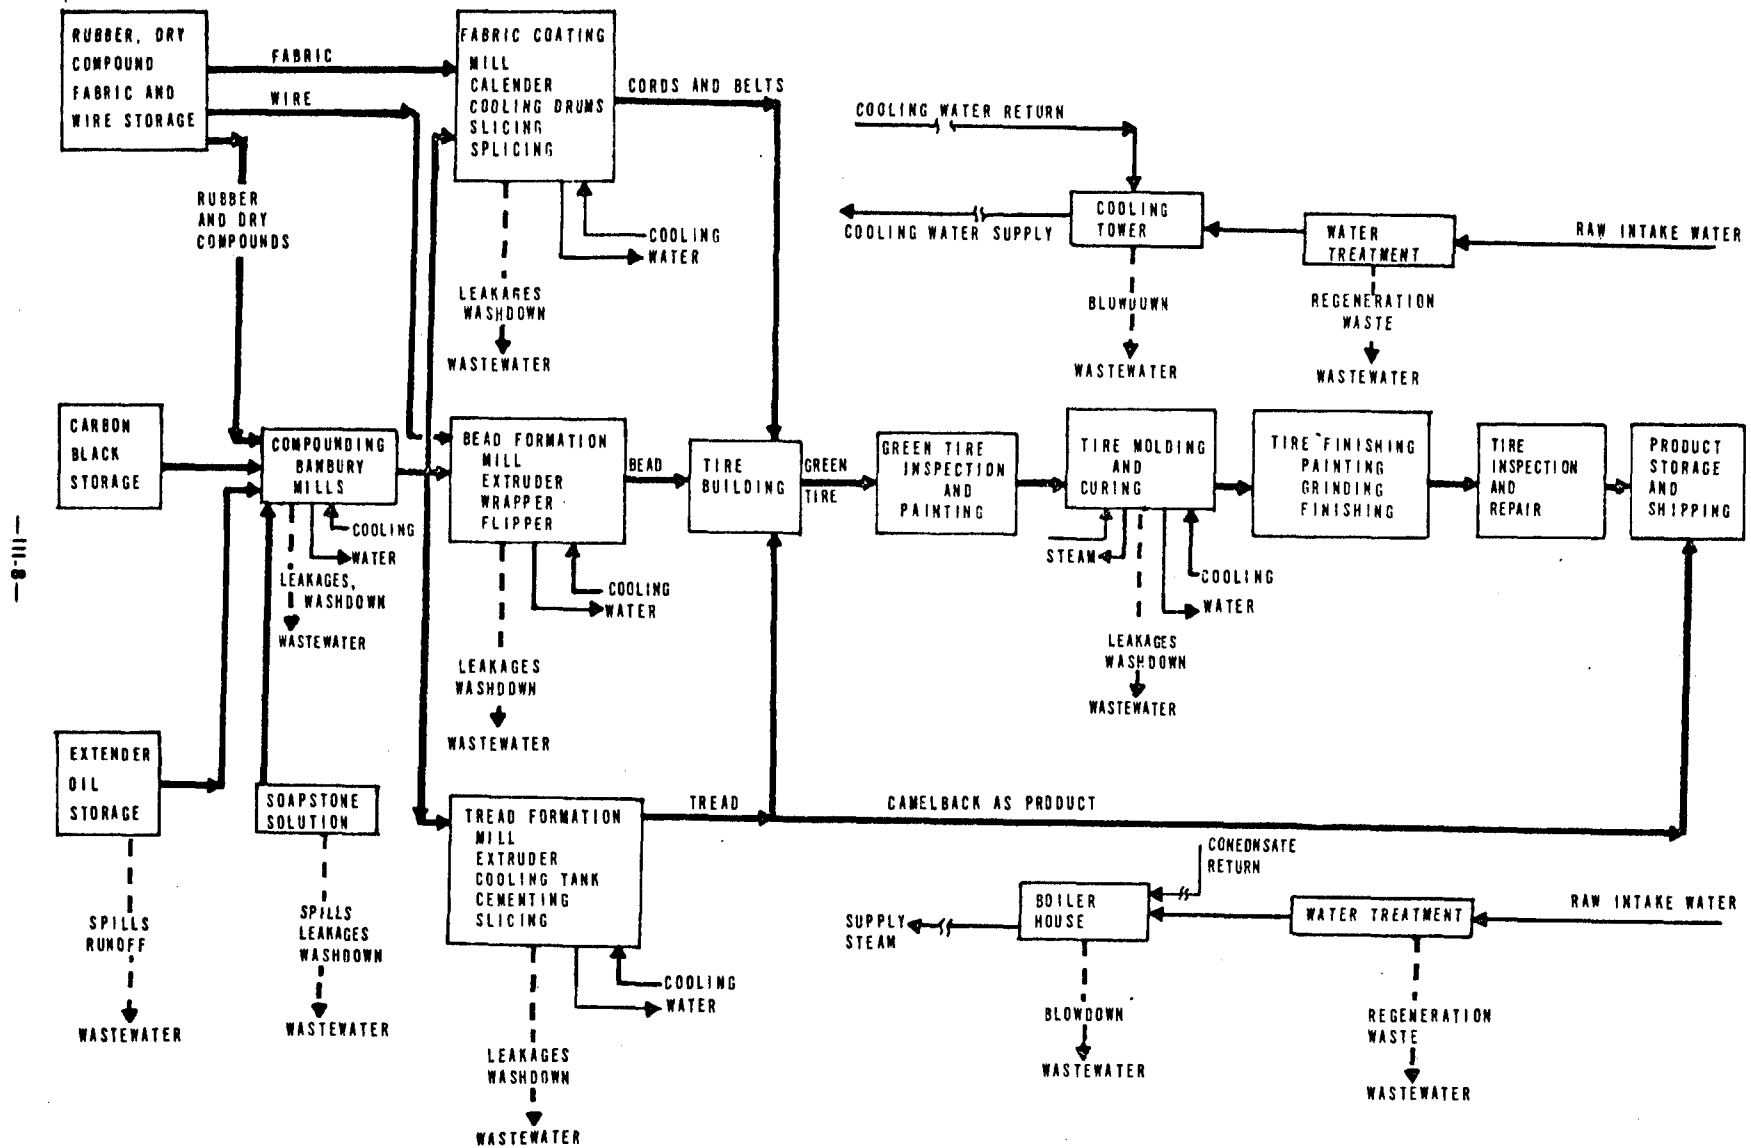 RUBBER, DRY
COMPOUND
FABRIC AND
WIRE STORAGE
FABRIC
WIRE
RUBBER
AND DRY
COMPOUNDS
FABRIC COATING
MILL
CALENDER
COOLING DRUMS
SLICING
SPLICING
CORDS AND BELTS
COOLING
WATER
LEAKAGES
WASHDOWN
WASTEWATER
COOLING WATER RETURN
COOLING WATER SUPPLY
COOLING
TOWER
WATER
TREATMENT
RAW INTAKE WATER
BLOWDOWN
WASTEWATER
REGENERATION
WASTE
WASTEWATER
CARBON
BLACK
STORAGE
COMPOUNDING
BANBURY
MILLS
COOLING
WATER
LEAKAGES,
WASHDOWN
WASTEWATER
BEAD FORMATION
MILL
EXTRUDER
WRAPPER
FLIPPER
BEAD
COOLING
WATER
LEAKAGES
WASHDOWN
WASTEWATER
TIRE
BUILDING
GREEN
TIRE
GREEN TIRE
INSPECTION
AND
PAINTING
TIRE MOLDING
AND
CURING
STEAM
COOLING
WATER
LEAKAGES
WASHDOWN
WASTEWATER
TIRE FINISHING
PAINTING
GRINDING
FINISHING
TIRE
INSPECTION
AND
REPAIR
PRODUCT
STORAGE
AND
SHIPPING
—III-8—
EXTENDER
OIL
STORAGE
SPILLS
RUNOFF
WASTEWATER
SOAPSTONE
SOLUTION
SPILLS
LEAKAGES
WASHDOWN
WASTEWATER
TREAD FORMATION
MILL
EXTRUDER
COOLING TANK
CEMENTING
SLICING
TREAD
CAMELBACK AS PRODUCT
COOLING
WATER
LEAKAGES
WASHDOWN
WASTEWATER
CONEDNSATE
RETURN
BOILER
HOUSE
SUPPLY
STEAM
WATER TREATMENT
RAW INTAKE WATER
BLOWDOWN
WASTEWATER
REGENERATION
WASTE
WASTEWATER